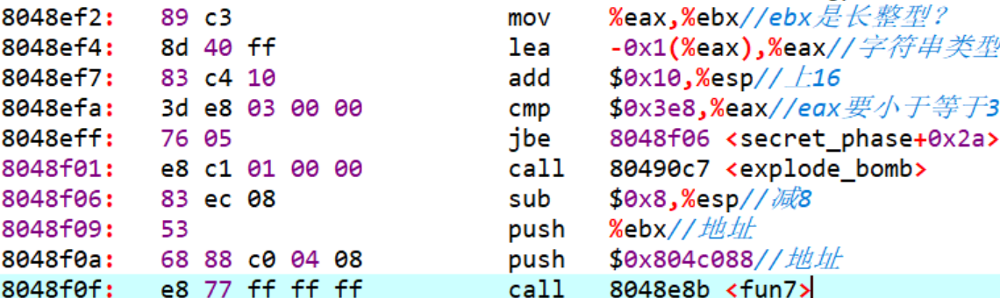 8048ef2: 89 c3 mov %eax,%ebx//ebx是长整型?
8048ef4: 8d 40 ff lea -0x1(%eax),%eax//字符串类型
8048ef7: 83 c4 10 add $0x10,%esp//上16
8048efa: 3d e8 03 00 00 cmp $0x3e8,%eax//eax要小于等于3
8048eff: 76 05 jbe 8048f06 <secret_phase+0x2a>
8048f01: e8 c1 01 00 00 call 80490c7 <explode_bomb>
8048f06: 83 ec 08 sub $0x8,%esp//减8
8048f09: 53 push %ebx//地址
8048f0a: 68 88 c0 04 08 push $0x804c088//地址
8048f0f: e8 77 ff ff ff call 8048e8b <fun7>